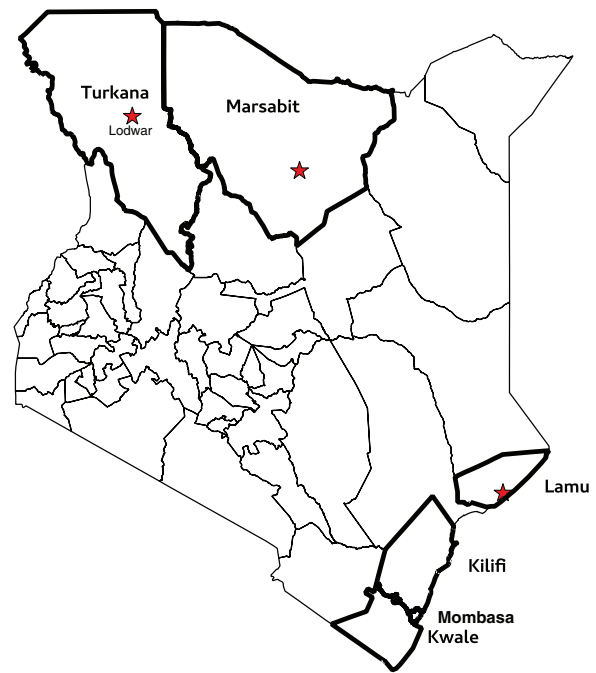 Turkana
Lodwar
Marsabit
Lamu
Kilifi
Mombasa
Kwale